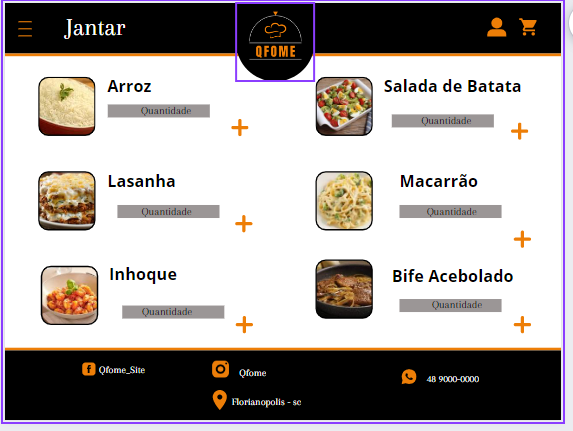 Jantar
QFOME
Arroz
Quantidade
Salada de Batata
Quantidade
Lasanha
Quantidade
Macarrão
Quantidade
Inhoque
Quantidade
Bife Acebolado
Quantidade
Qfome_Site
Qfome
48 9000-0000
Florianopolis - sc